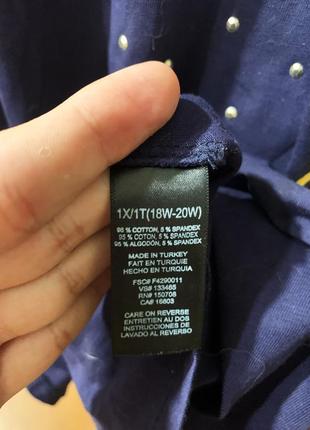 1X/1T(18W-20W)
95 % COTTON, 5 % SPANDEX
95 % COTON, 5 % SPANDEX
95 % ALGODÓN, 5 % SPANDEX
MADE IN TURKEY
FAIT EN TURQUIE
HECHO EN TURQUIA
FSC# F4290011
VS# 133465
RN# 150708
CA# 16603
CARE ON REVERSE
ENTRETIEN AU DOS
INSTRUCCIONES DE
LAVADO AL REVERSO